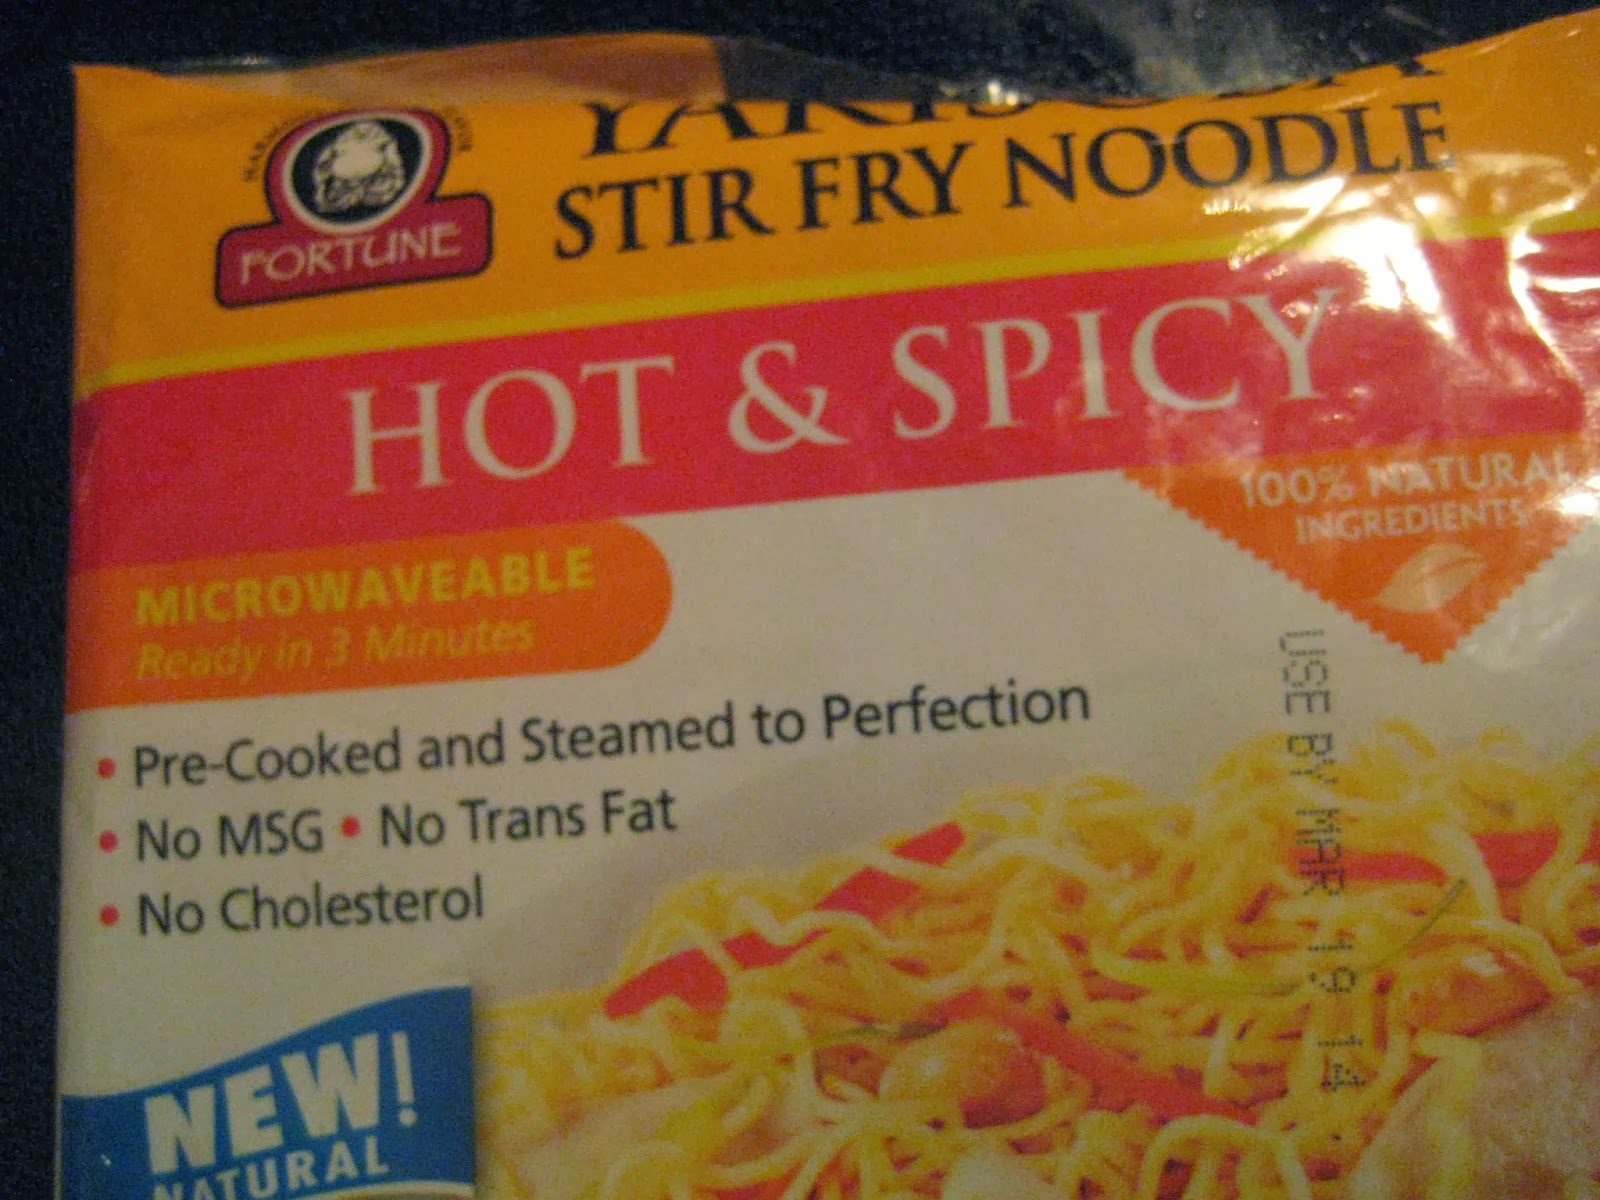 YAKISOBA
STIR FRY NOODLE
FORTUNE
HOT & SPICY
100% NATURAL
INGREDIENTS
MICROWAVEABLE
Ready in 3 Minutes
• Pre-Cooked and Steamed to Perfection
• No MSG • No Trans Fat
• No Cholesterol
USE BY MAR 19 14
NEW!
NATURAL